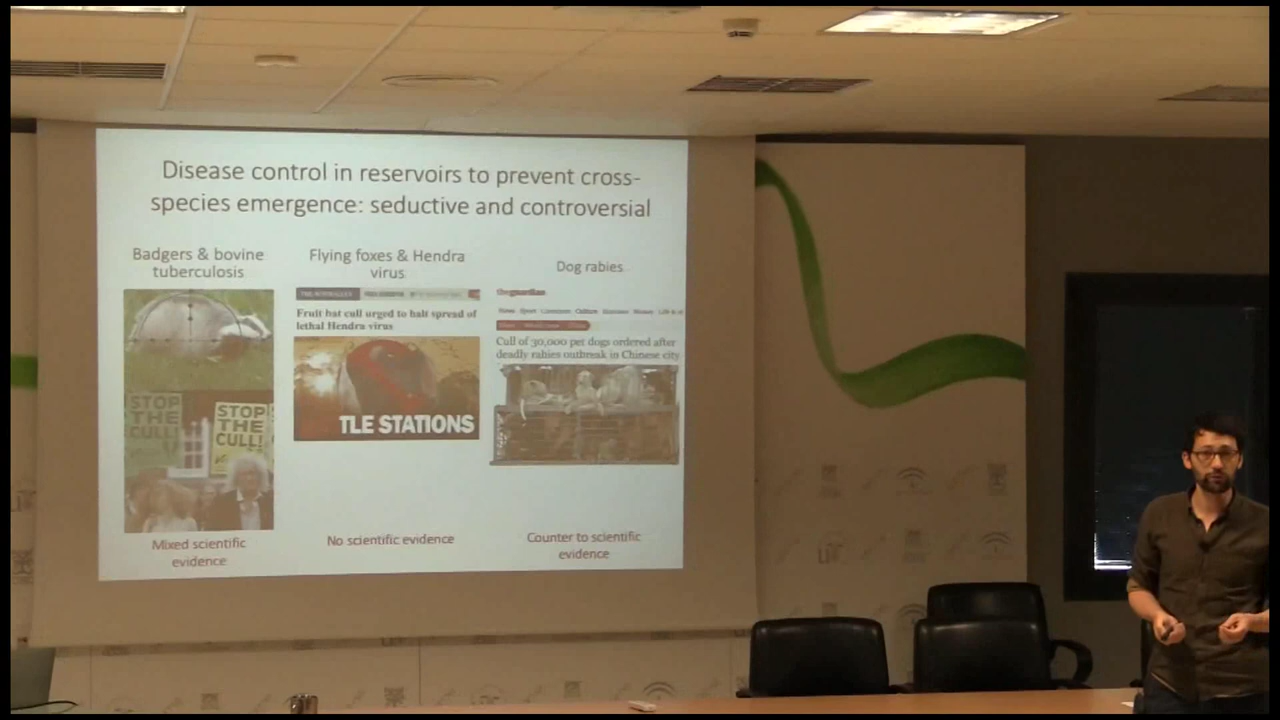 Disease control in reservoirs to prevent cross-
species emergence: seductive and controversial
Badgers & bovine
tuberculosis
STOP
THE
CULL!
STOP
THE
CULL!
Mixed scientific
evidence
Flying foxes & Hendra
virus
Fruit bat cull urged to halt spread of
lethal Hendra virus
TLE STATIONS
No scientific evidence
Dog rabies
theguardian
Cull of 30,000 pet dogs ordered after
deadly rabies outbreak in Chinese city
Counter to scientific
evidence